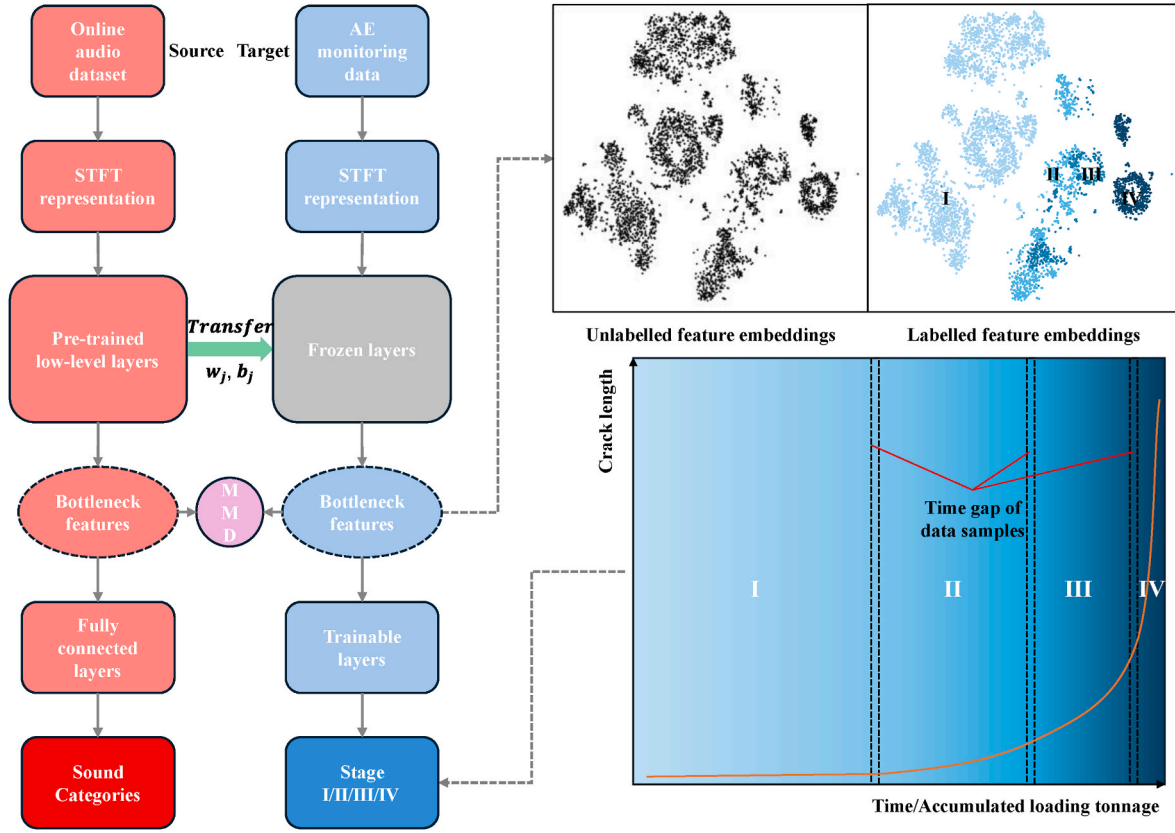 Online
audio
dataset
Source Target
AE
monitoring
data
STFT
representation
STFT
representation
Pre-trained
low-level layers
Transfer
w_j, b_j
Frozen layers
Bottleneck
features
M
M
D
Bottleneck
features
Fully
connected
layers
Trainable
layers
Sound
Categories
Stage
I/II/III/IV
I
II
III
IV
Unlabelled feature embeddings
Labelled feature embeddings
Crack length
Time gap of
data samples
I
II
III
IV
Time/Accumulated loading tonnage